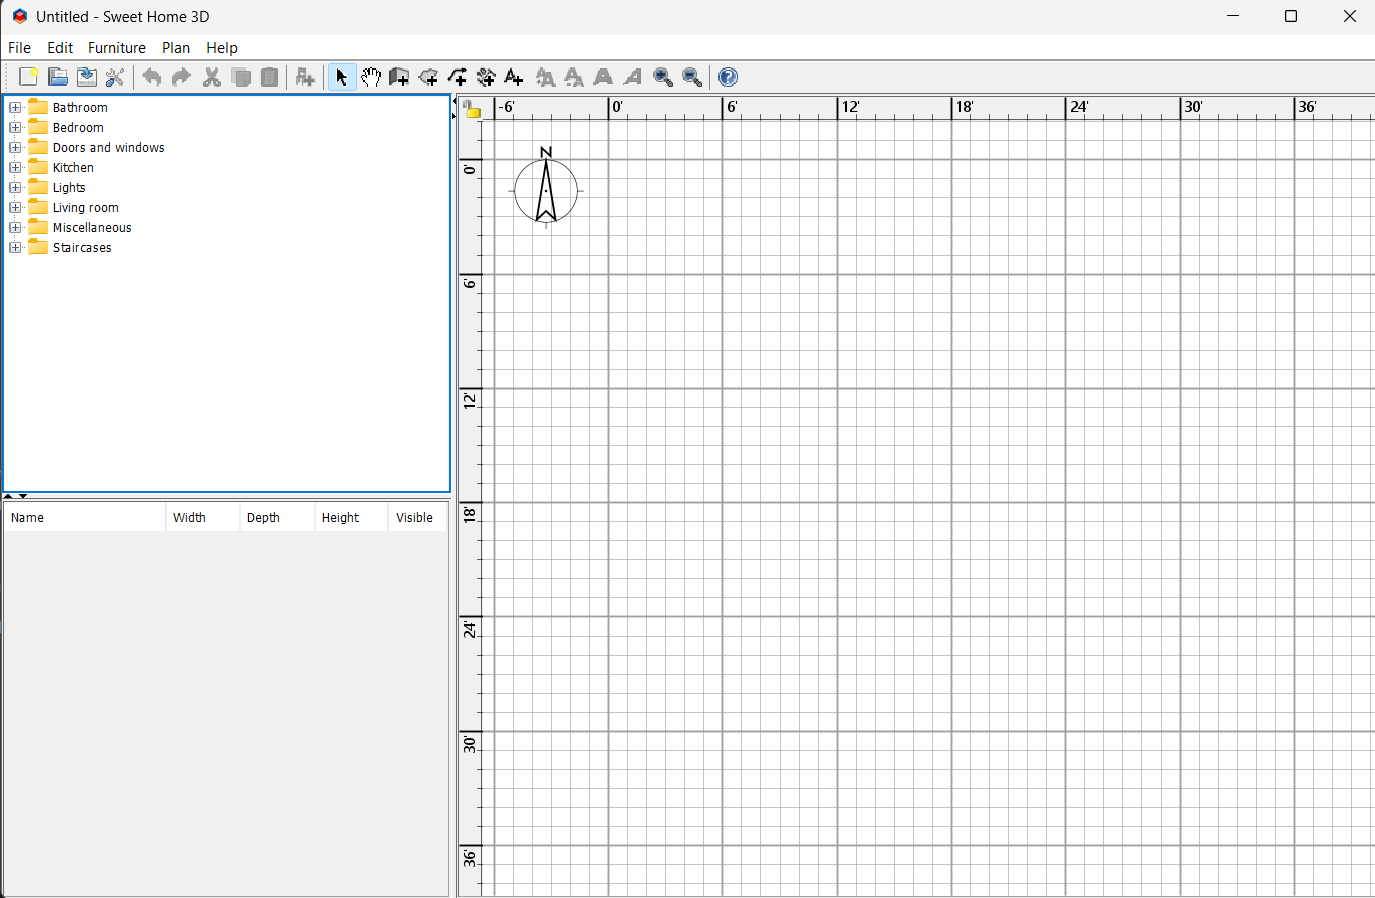 Untitled - Sweet Home 3D
File Edit Furniture Plan Help
Bathroom
Bedroom
Doors and windows
Kitchen
Lights
Living room
Miscellaneous
Staircases
Name Width Depth Height Visible
-6' 0' 6' 12' 18' 24' 30' 36'
N
0'
6'
12'
18'
24'
30'
36'